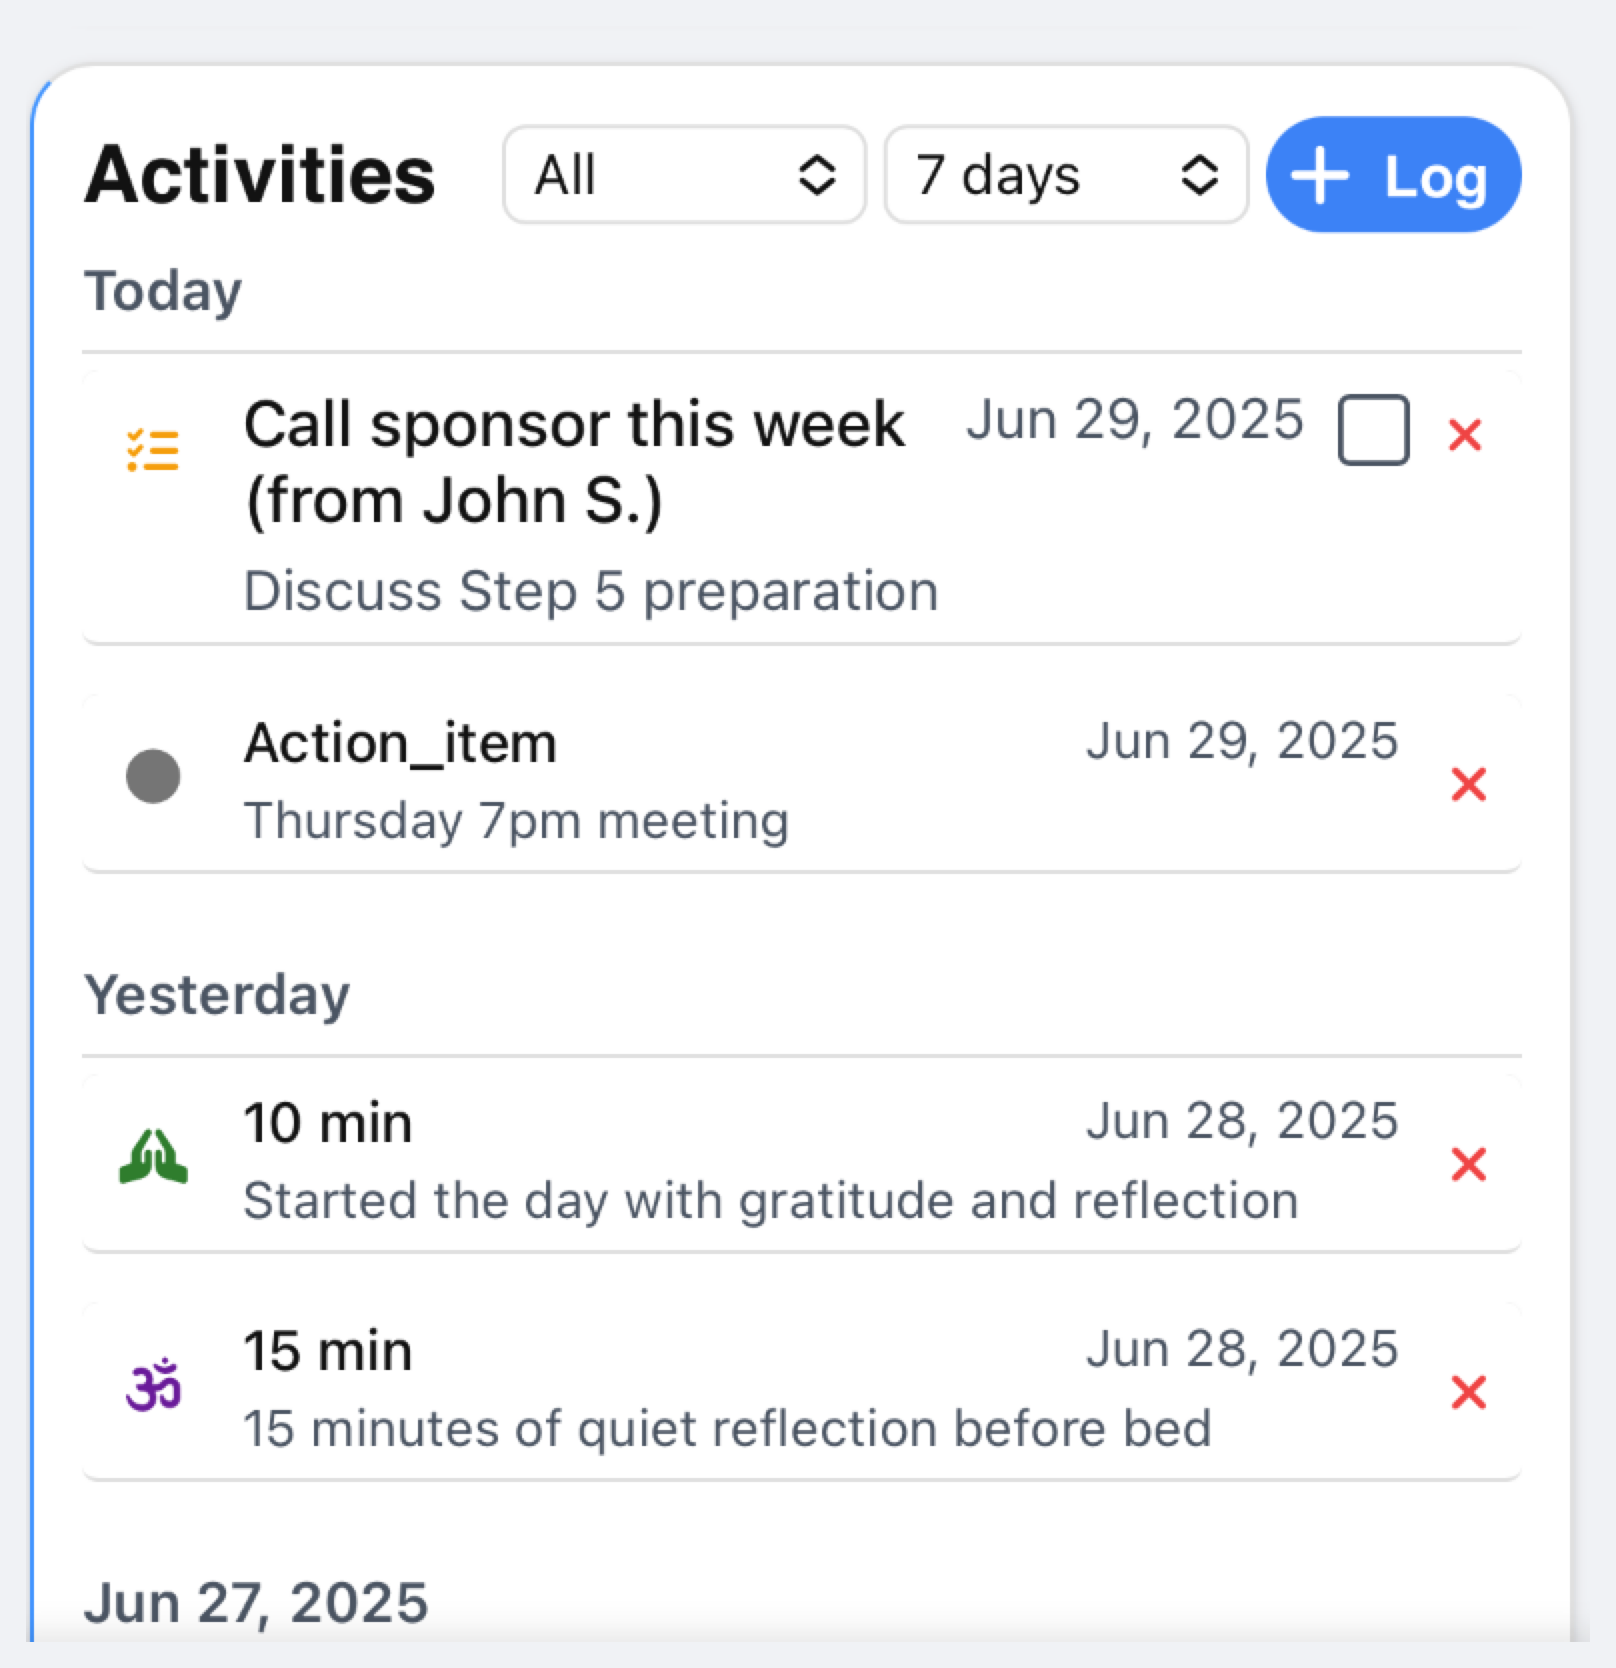 Activities
All
7 days
+ Log
Today
Call sponsor this week
(from John S.)
Jun 29, 2025
Discuss Step 5 preparation
Action_item
Jun 29, 2025
Thursday 7pm meeting
Yesterday
10 min
Jun 28, 2025
Started the day with gratitude and reflection
ॐ
15 min
Jun 28, 2025
15 minutes of quiet reflection before bed
Jun 27, 2025